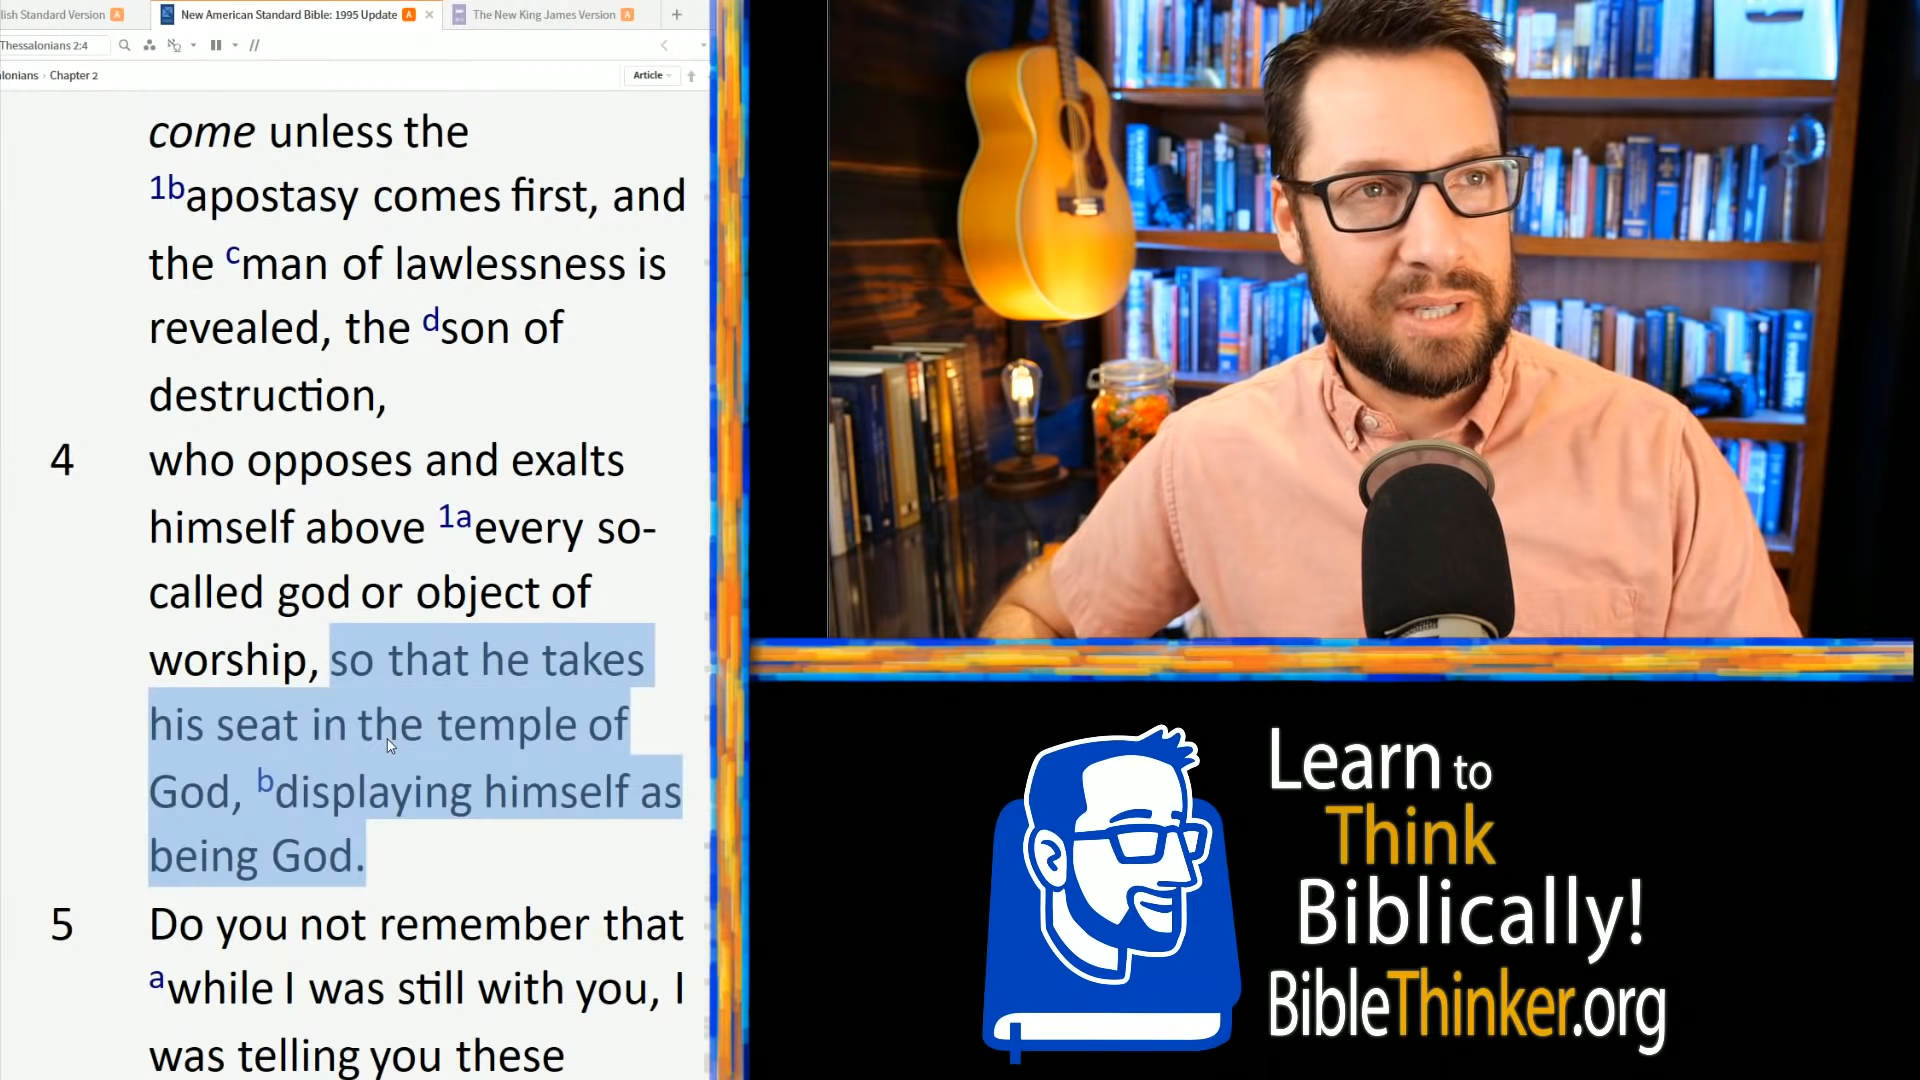 lish Standard Version A
New American Standard Bible: 1995 Update A
The New King James Version A
Thessalonians 2:4
lonians › Chapter 2
Article
come unless the
1bapostasy comes first, and
the cman of lawlessness is
revealed, the dson of
destruction,
4 who opposes and exalts
himself above 1aevery so-
called god or object of
worship, so that he takes
his seat in the temple of
God, bdisplaying himself as
being God.
5 Do you not remember that
awhile I was still with you, I
was telling you these
Learn to
Think
Biblically!
BibleThinker.org